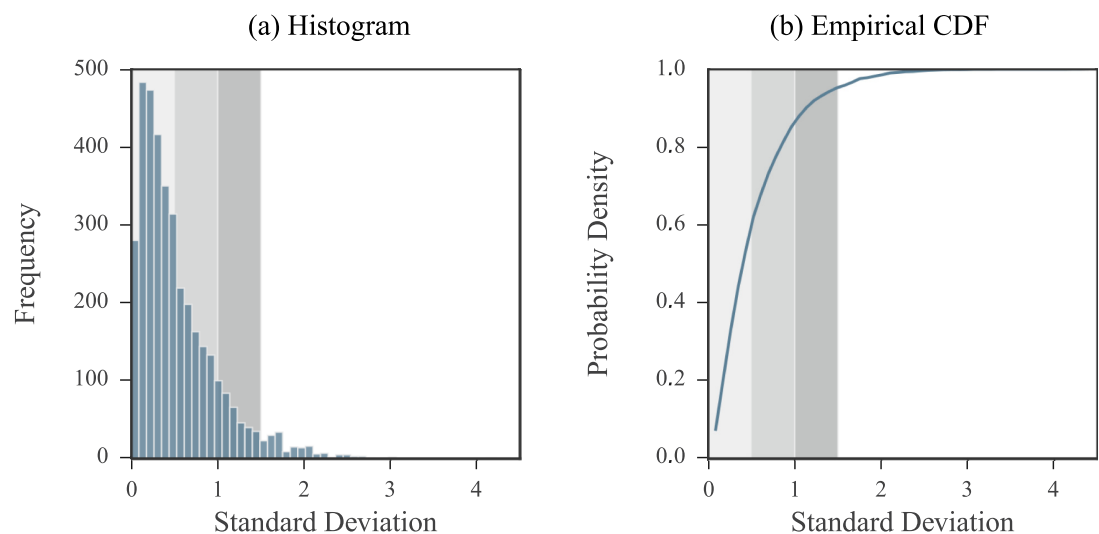 (a) Histogram
500
400
300
200
100
0
Frequency
0 1 2 3 4
Standard Deviation
(b) Empirical CDF
1.0
0.8
0.6
0.4
0.2
0.0
Probability Density
0 1 2 3 4
Standard Deviation